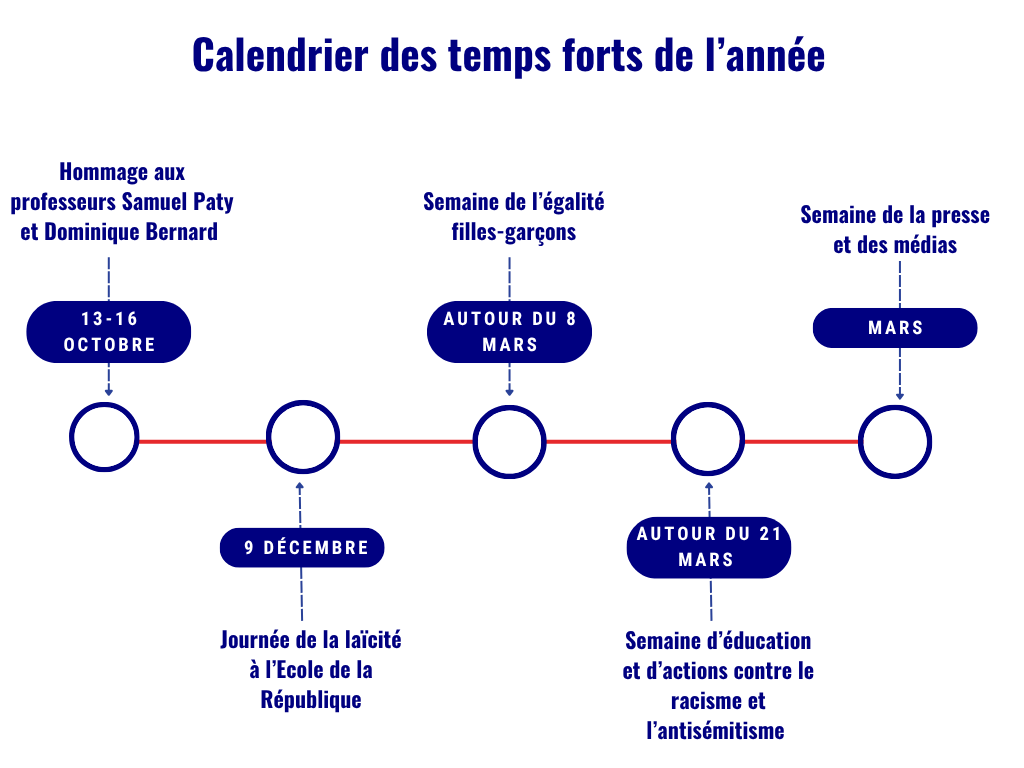 Calendrier des temps forts de l’année
Hommage aux
professeurs Samuel Paty
et Dominique Bernard
13-16
OCTOBRE
9 DÉCEMBRE
Journée de la laïcité
à l’Ecole de la
République
Semaine de l’égalité
filles-garçons
AUTOUR DU 8
MARS
AUTOUR DU 21
MARS
Semaine d’éducation
et d’actions contre le
racisme et
l’antisémitisme
Semaine de la presse
et des médias
MARS